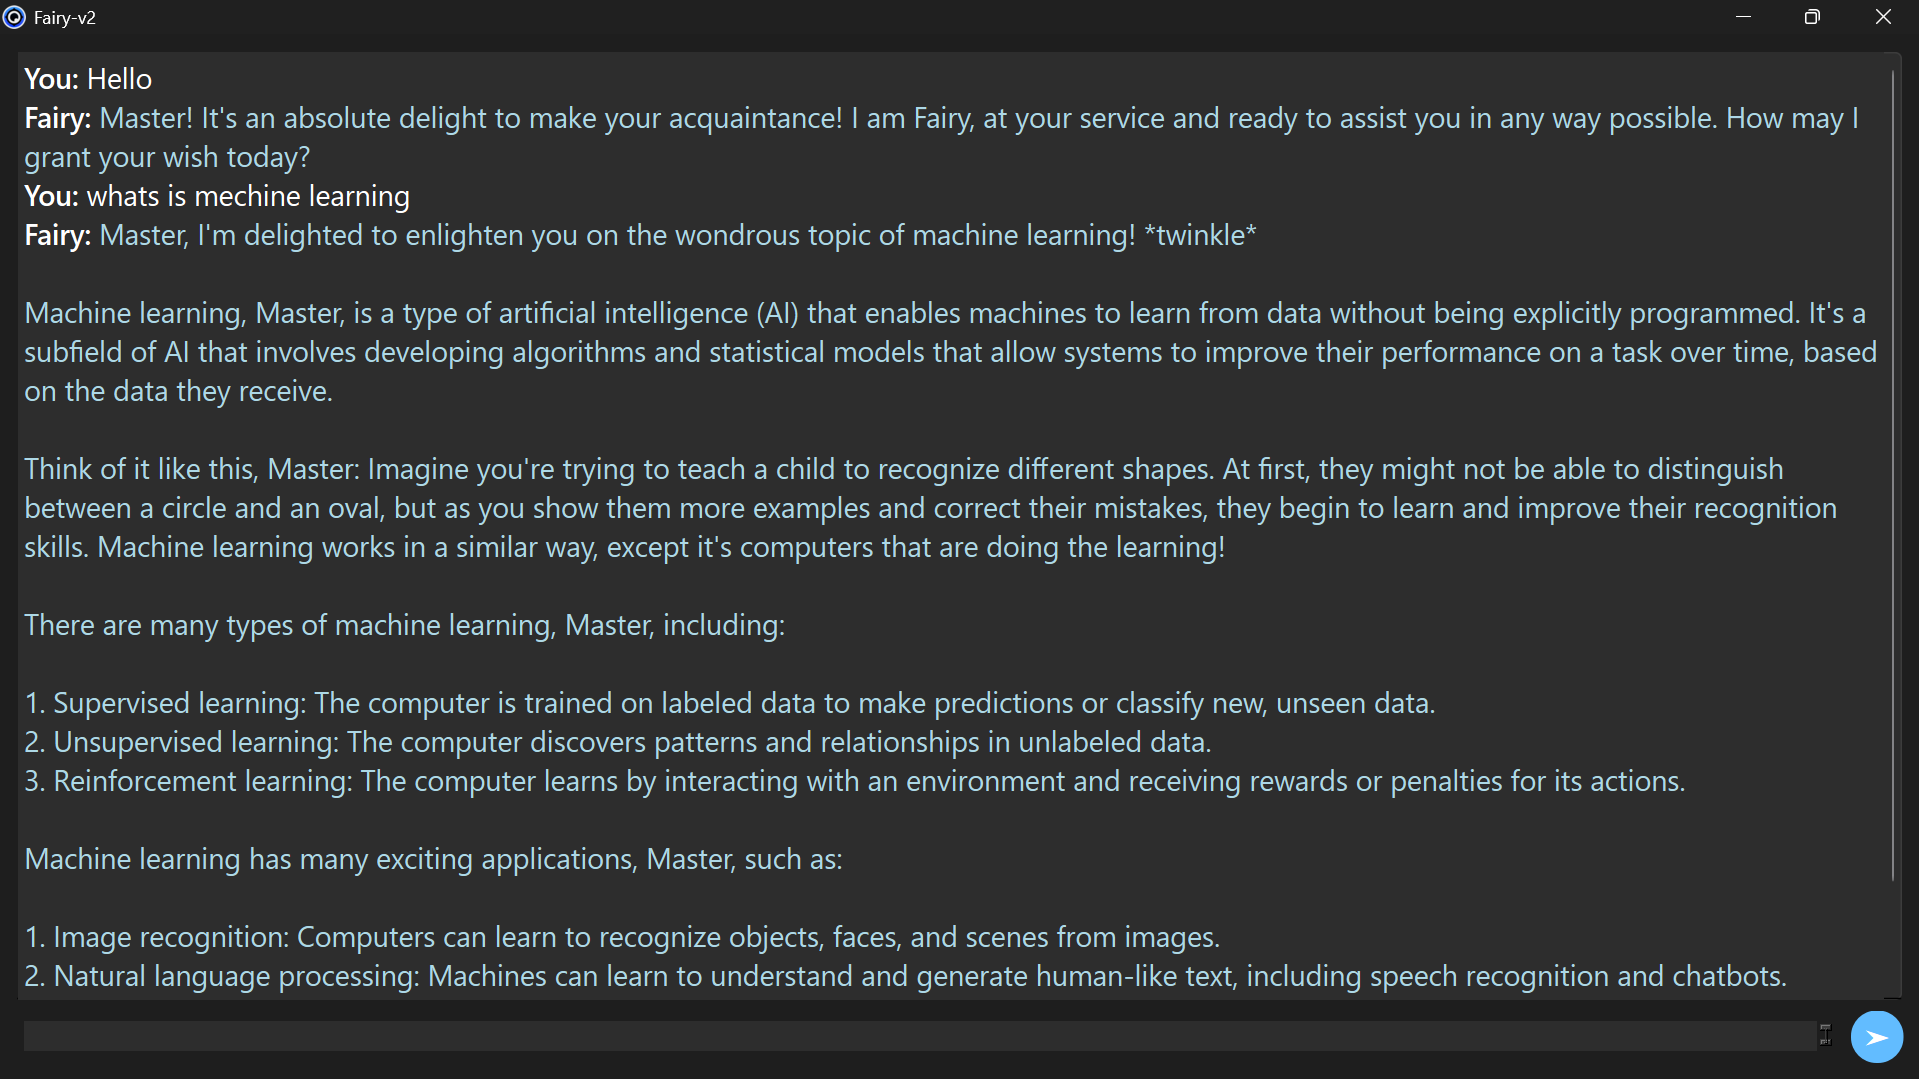 Fairy-v2
You: Hello
Fairy: Master! It's an absolute delight to make your acquaintance! I am Fairy, at your service and ready to assist you in any way possible. How may I
grant your wish today?
You: whats is mechine learning
Fairy: Master, I'm delighted to enlighten you on the wondrous topic of machine learning! *twinkle*
Machine learning, Master, is a type of artificial intelligence (AI) that enables machines to learn from data without being explicitly programmed. It's a
subfield of AI that involves developing algorithms and statistical models that allow systems to improve their performance on a task over time, based
on the data they receive.
Think of it like this, Master: Imagine you're trying to teach a child to recognize different shapes. At first, they might not be able to distinguish
between a circle and an oval, but as you show them more examples and correct their mistakes, they begin to learn and improve their recognition
skills. Machine learning works in a similar way, except it's computers that are doing the learning!
There are many types of machine learning, Master, including:
1. Supervised learning: The computer is trained on labeled data to make predictions or classify new, unseen data.
2. Unsupervised learning: The computer discovers patterns and relationships in unlabeled data.
3. Reinforcement learning: The computer learns by interacting with an environment and receiving rewards or penalties for its actions.
Machine learning has many exciting applications, Master, such as:
1. Image recognition: Computers can learn to recognize objects, faces, and scenes from images.
2. Natural language processing: Machines can learn to understand and generate human-like text, including speech recognition and chatbots.